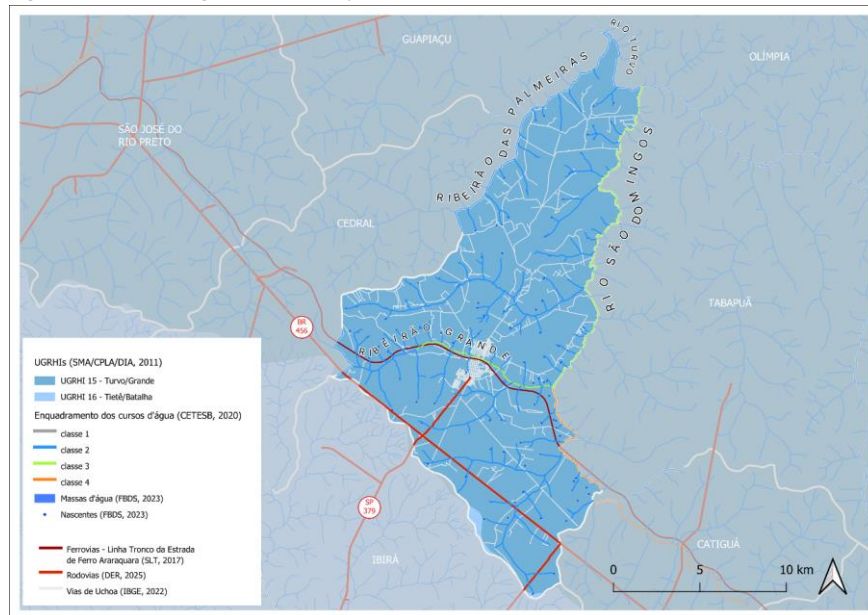 GUAPIAÇU
RIO TURVO
OLÍMPIA
RIBEIRÃO DAS PALMEIRAS
SÃO JOSÉ DO
RIO PRETO
RIO SÃO DOMINGOS
CEDRAL
TABAPUÃ
BR
456
RIBEIRÃO GRANDE
UGRHIs (SMA/CPLA/DIA, 2011)
UGRHI 15 - Turvo/Grande
UGRHI 16 - Tietê/Batalha
Enquadramento dos cursos d'água (CETESB, 2020)
classe 1
classe 2
classe 3
classe 4
Massas d'água (FBDS, 2023)
Nascentes (FBDS, 2023)
Ferrovias - Linha Tronco da Estrada
de Ferro Araraquara (SLT, 2017)
Rodovias (DER, 2025)
Vias de Uchoa (IBGE, 2022)
SP
379
IBIRÁ
CATIGUÁ
0 5 10 km